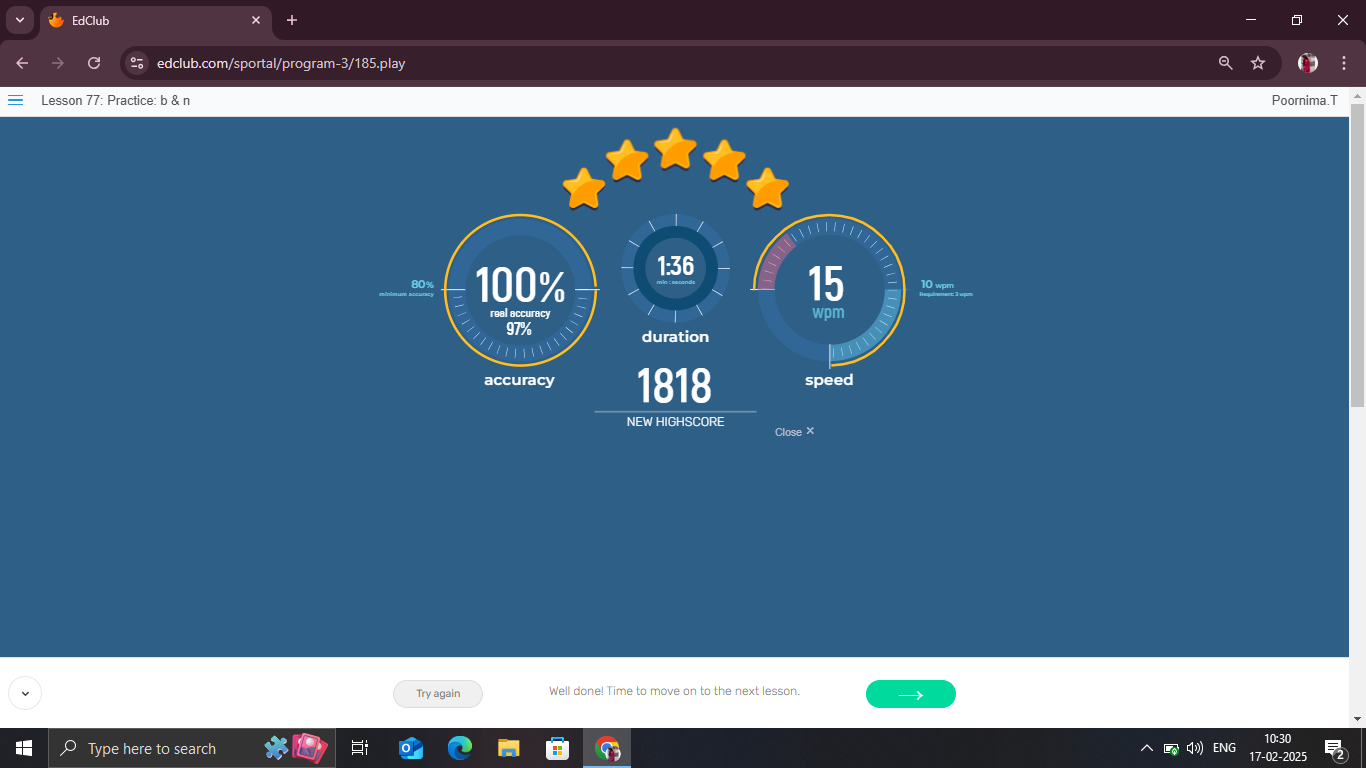 EdClub
edclub.com/sportal/program-3/185.play
Lesson 77: Practice: b & n
Poornima.T
100%
real accuracy
97%
80%
minimum accuracy
accuracy
1:36
min : seconds
duration
15
wpm
10 wpm
Requirement: 3 wpm
speed
1818
NEW HIGHSCORE
Close ✕
Try again
Well done! Time to move on to the next lesson.
Type here to search
ENG
10:30
17-02-2025
2